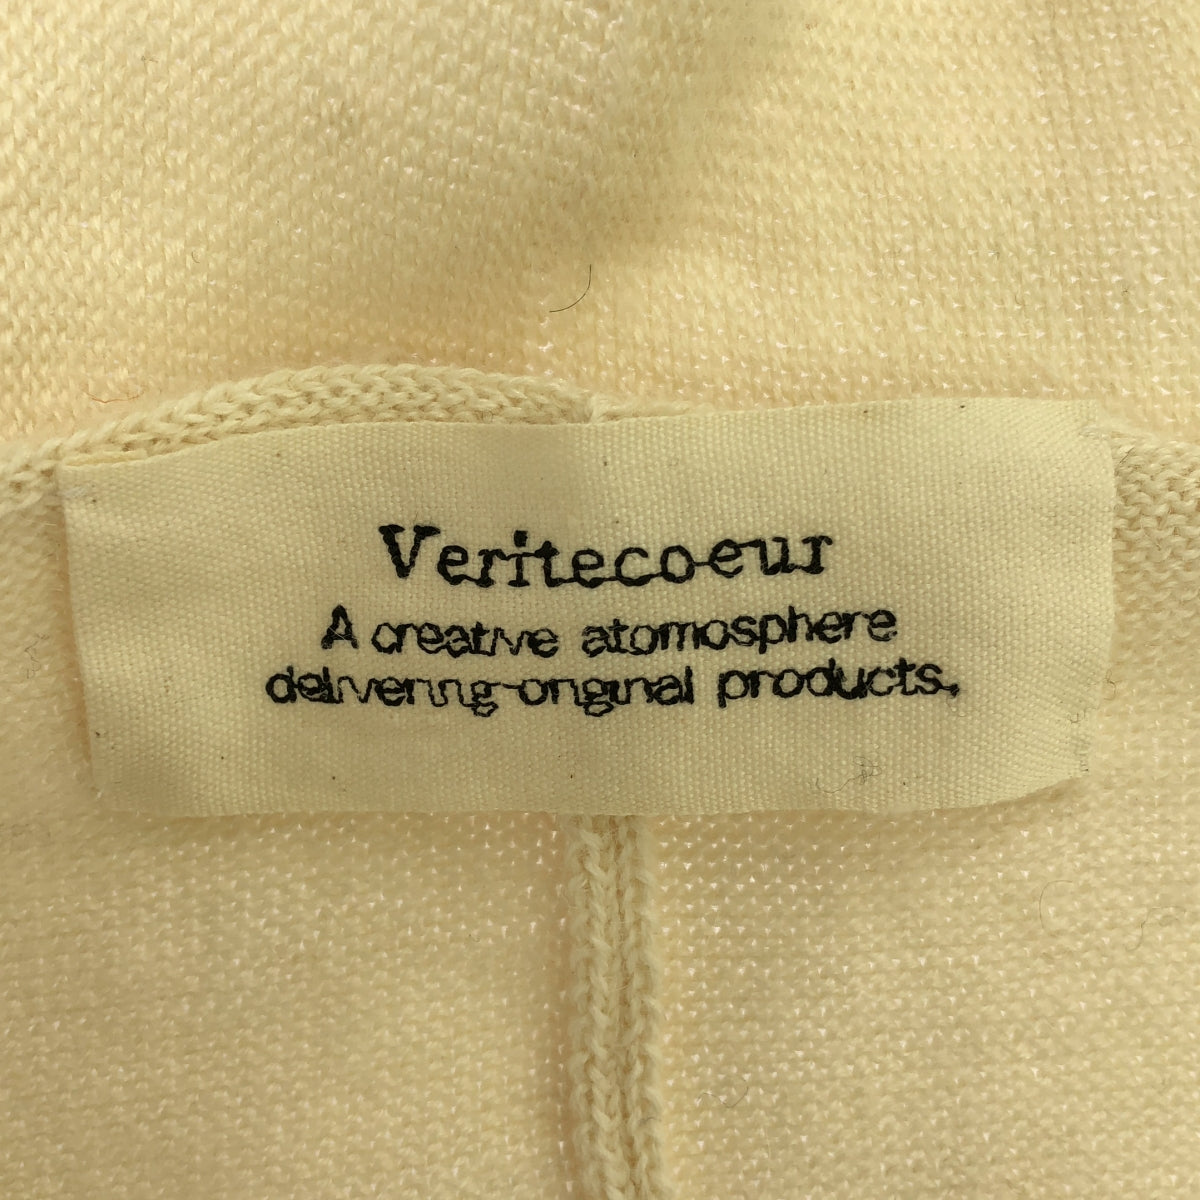 Veritecoeur
A creative atomosphere
delivering original products.